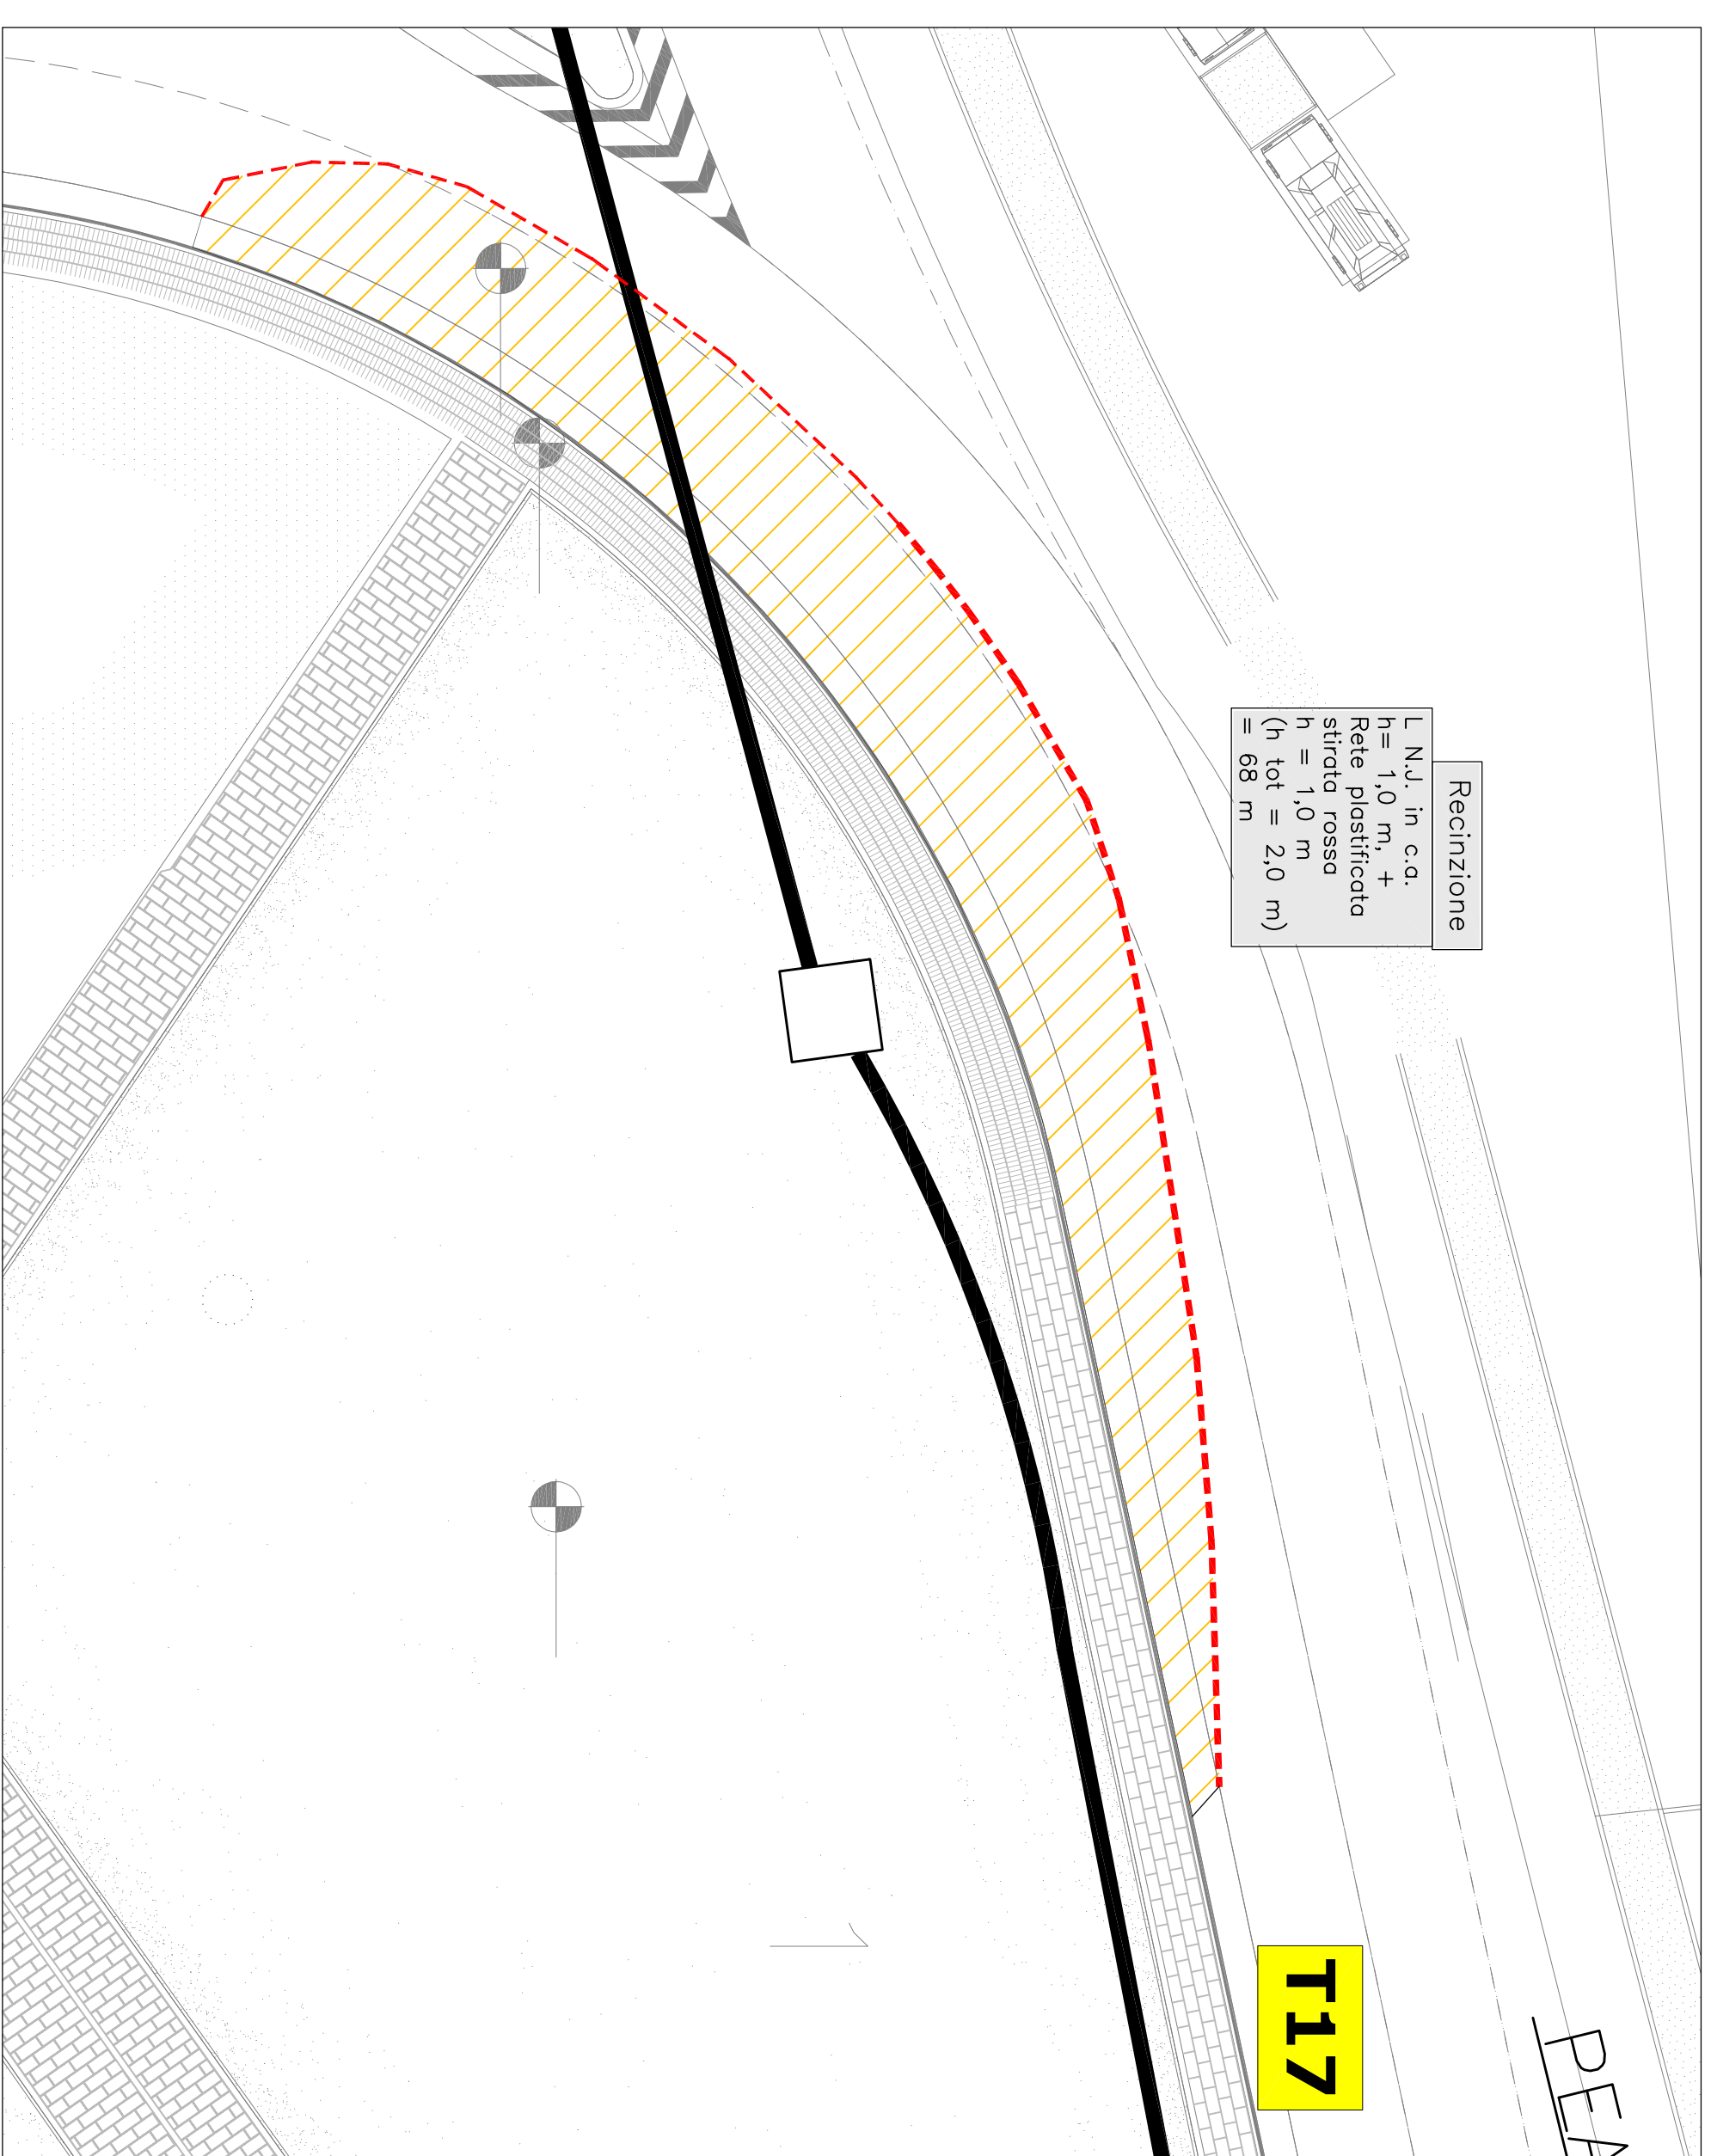 Recinzione
L N.J. in c.a.
h= 1,0 m, +
Rete plastificata
stirata rossa
h = 1,0 m
(h tot = 2,0 m)
= 68 m
T17